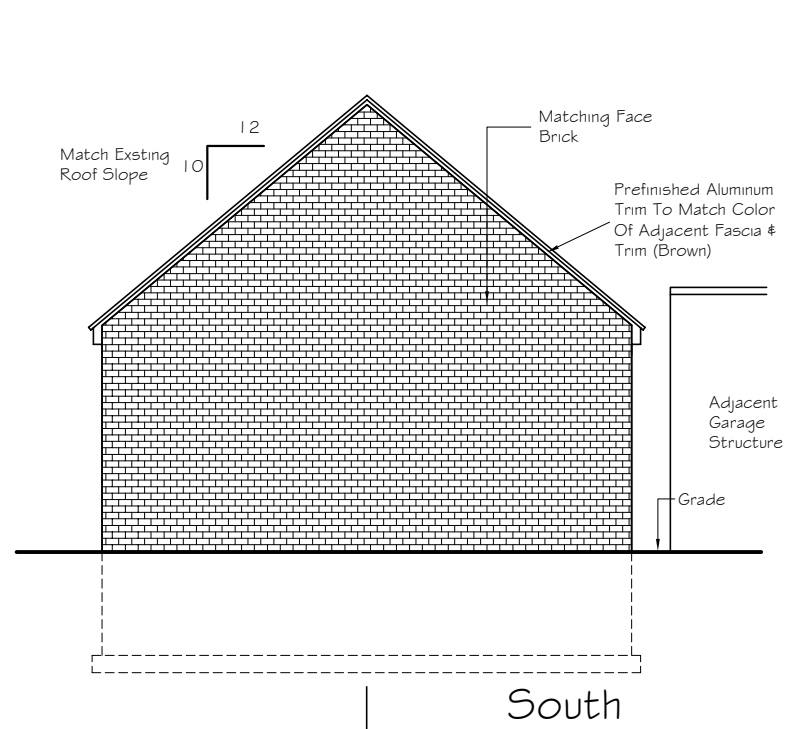 12
10
Match Exsting
Roof Slope
Matching Face
Brick
Prefinished Aluminum
Trim To Match Color
Of Adjacent Fascia &
Trim (Brown)
Adjacent
Garage
Structure
Grade
South